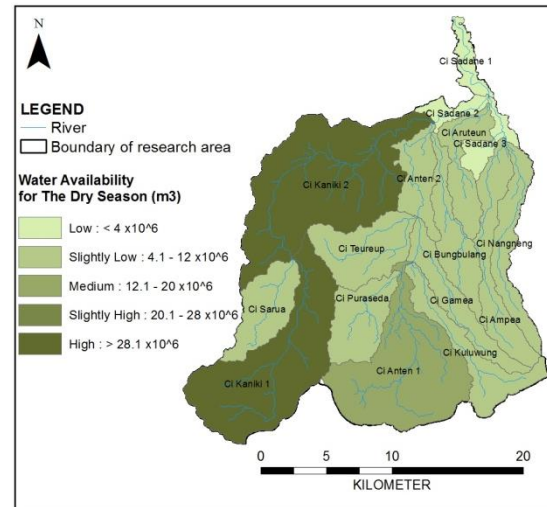 N
LEGEND
River
Boundary of research area
Water Availability
for The Dry Season (m3)
Low : < 4 x10^6
Slightly Low : 4.1 - 12 x10^6
Medium : 12.1 - 20 x10^6
Slightly High : 20.1 - 28 x10^6
High : > 28.1 x10^6
Ci Sadane 1
Ci Sadane 2
Ci Aruteun
Ci Sadane 3
Ci Kaniki 2
Ci Anten 2
Ci Teureup
Ci Nangneng
Ci Bungbulang
Ci Sarua
Ci Puraseda
Ci Gamea
Ci Ampea
Ci Kuluwung
Ci Kaniki 1
Ci Anten 1
0 5 10 20
KILOMETER